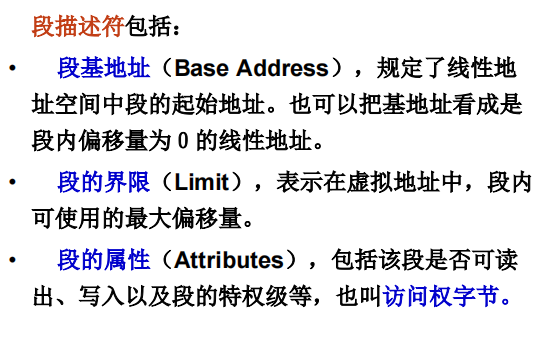 段描述符包括：
• 段基地址（Base Address），规定了线性地
址空间中段的起始地址。也可以把基地址看成是
段内偏移量为 0 的线性地址。
• 段的界限（Limit），表示在虚拟地址中，段内
可使用的最大偏移量。
• 段的属性（Attributes），包括该段是否可读
出、写入以及段的特权级等，也叫访问权字节。